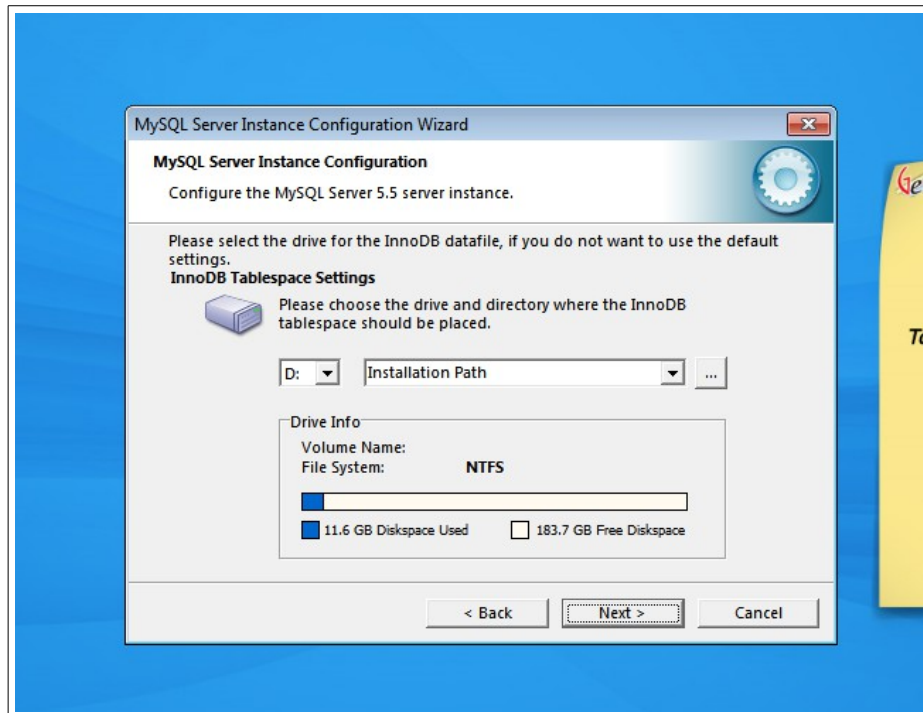 MySQL Server Instance Configuration Wizard
MySQL Server Instance Configuration
Configure the MySQL Server 5.5 server instance.
Please select the drive for the InnoDB datafile, if you do not want to use the default
settings.
InnoDB Tablespace Settings
Please choose the drive and directory where the InnoDB
tablespace should be placed.
D: Installation Path ...
Drive Info
Volume Name:
File System: NTFS
11.6 GB Diskspace Used 183.7 GB Free Diskspace
< Back Next > Cancel